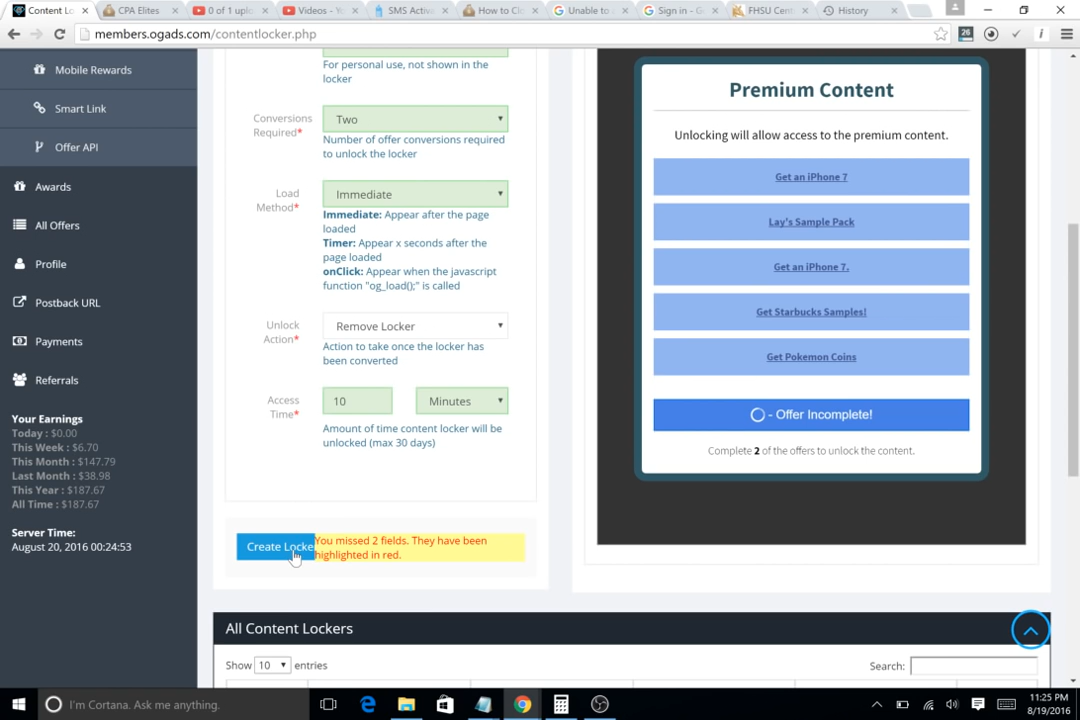 Content Lo
CPA Elites
0 of 1 uplo
Videos - Yo
SMS Activa
How to Clo
Unable to a
Sign in - G
FHSU Cent
History
members.ogads.com/contentlocker.php
26
Mobile Rewards
Smart Link
Offer API
Awards
All Offers
Profile
Postback URL
Payments
Referrals
Your Earnings
Today : $0.00
This Week : $6.70
This Month : $147.79
Last Month : $38.98
This Year : $187.67
All Time : $187.67
Server Time:
August 20, 2016 00:24:53
For personal use, not shown in the
locker
Conversions
Required*
Two
Number of offer conversions required
to unlock the locker
Load
Method*
Immediate
Immediate: Appear after the page
loaded
Timer: Appear x seconds after the
page loaded
onClick: Appear when the javascript
function "og_load();" is called
Unlock
Action*
Remove Locker
Action to take once the locker has
been converted
Access
Time*
10
Minutes
Amount of time content locker will be
unlocked (max 30 days)
Create Locke
You missed 2 fields. They have been
highlighted in red.
Premium Content
Unlocking will allow access to the premium content.
Get an iPhone 7
Lay's Sample Pack
Get an iPhone 7.
Get Starbucks Samples!
Get Pokemon Coins
- Offer Incomplete!
Complete 2 of the offers to unlock the content.
All Content Lockers
Show 10 entries
Search:
I'm Cortana. Ask me anything.
11:25 PM
8/19/2016